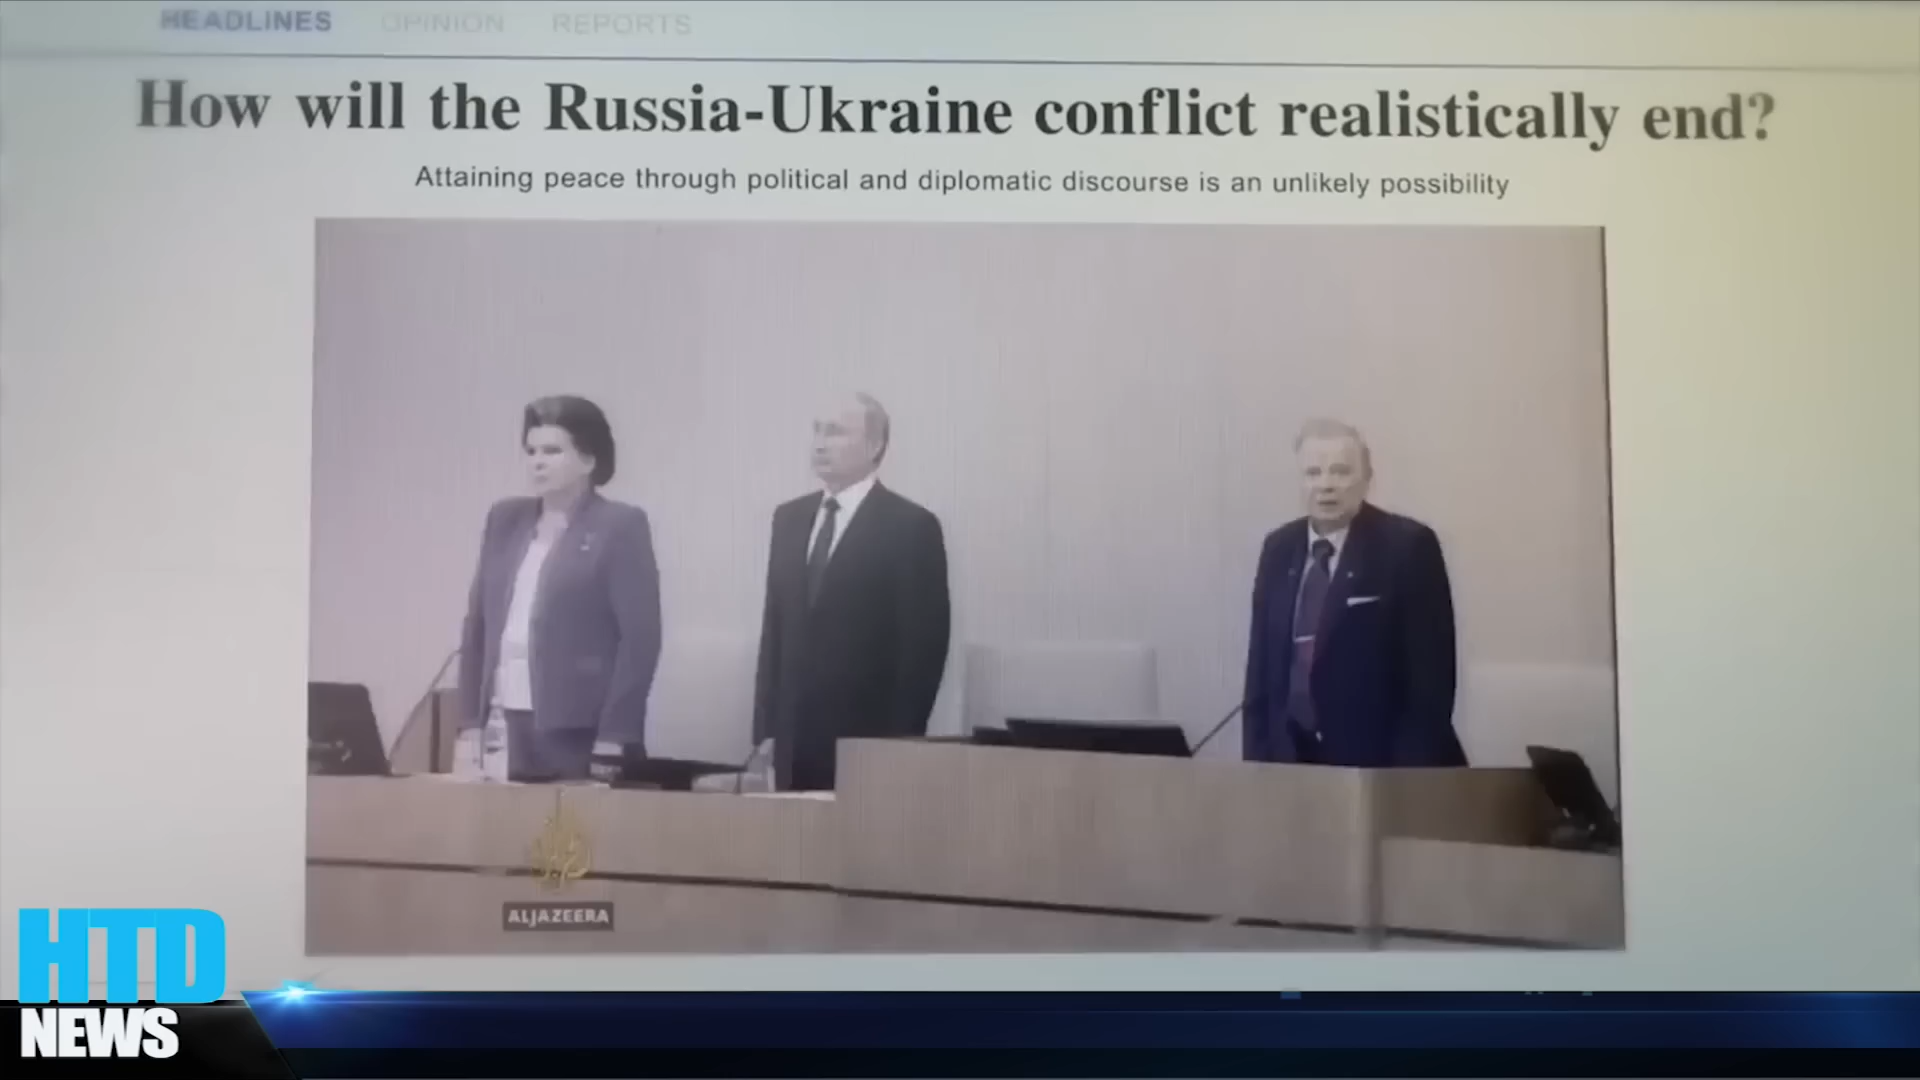 HEADLINES OPINION REPORTS
How will the Russia-Ukraine conflict realistically end?
Attaining peace through political and diplomatic discourse is an unlikely possibility
ALJAZEERA
HTD
NEWS